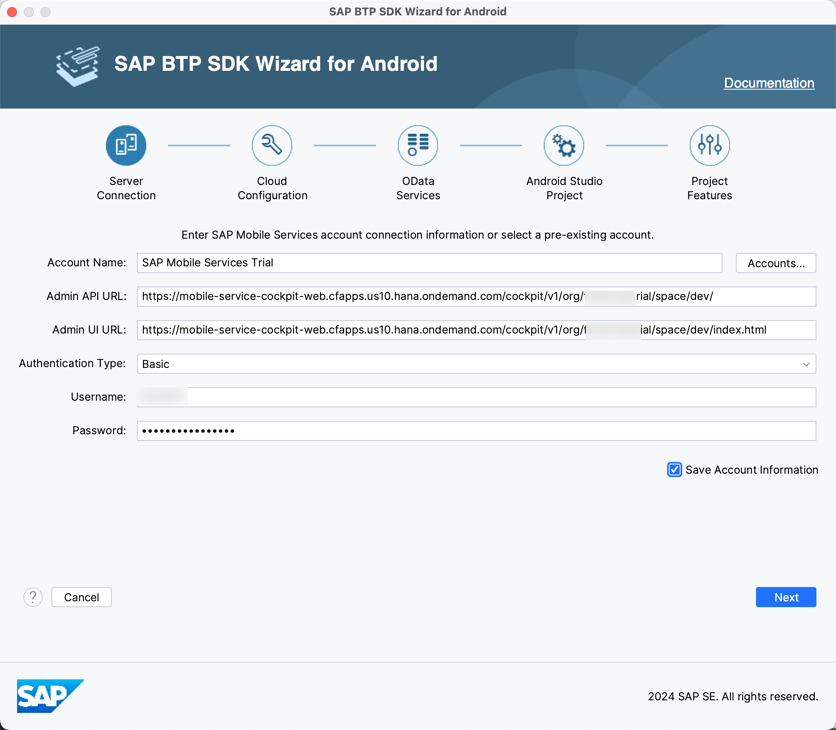 SAP BTP SDK Wizard for Android
SAP BTP SDK Wizard for Android
Documentation
Server Connection
Cloud Configuration
OData Services
Android Studio Project
Project Features
Enter SAP Mobile Services account connection information or select a pre-existing account.
Account Name: SAP Mobile Services Trial Accounts...
Admin API URL: https://mobile-service-cockpit-web.cfapps.us10.hana.ondemand.com/cockpit/v1/org/ rial/space/dev/
Admin UI URL: https://mobile-service-cockpit-web.cfapps.us10.hana.ondemand.com/cockpit/v1/org/ ial/space/dev/index.html
Authentication Type: Basic
Username:
Password: ••••••••••••••••
Save Account Information
? Cancel Next
SAP 2024 SAP SE. All rights reserved.